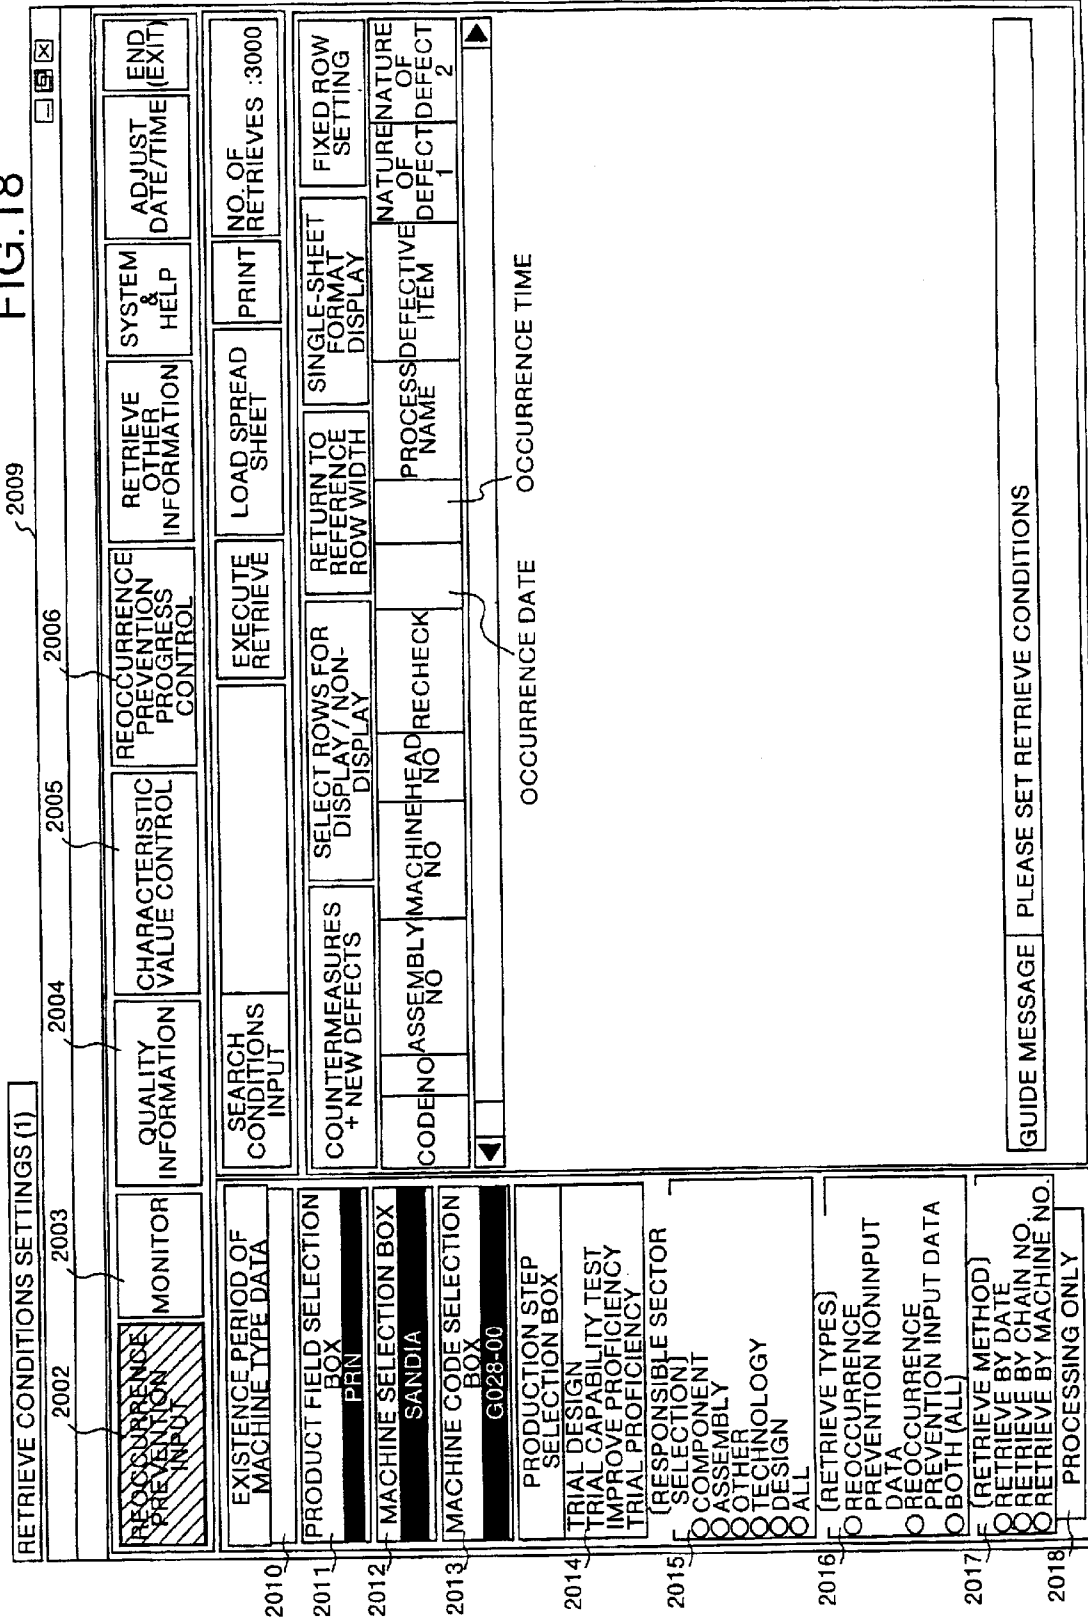 FIG.18
2009
RETRIEVE CONDITIONS SETTINGS (1)
2002
2003
2004
2005
2006
REOCCURRENCE
PREVENTION
INPUT
MONITOR
QUALITY
INFORMATION
CHARACTERISTIC
VALUE CONTROL
REOCCURRENCE
PREVENTION
PROGRESS
CONTROL
RETRIEVE
OTHER
INFORMATION
SYSTEM
&
HELP
ADJUST
DATE/TIME
END
(EXIT)
EXISTENCE PERIOD OF
MACHINE TYPE DATA
SEARCH
CONDITIONS
INPUT
EXECUTE
RETRIEVE
LOAD SPREAD
SHEET
PRINT
NO. OF
RETRIEVES :3000
2010
PRODUCT FIELD SELECTION
BOX
PRN
2011
MACHINE SELECTION BOX
SANDIA
2012
MACHINE CODE SELECTION
BOX
G028-00
2013
COUNTERMEASURES
+ NEW DEFECTS
SELECT ROWS FOR
DISPLAY / NON-
DISPLAY
RETURN TO
REFERENCE
ROW WIDTH
SINGLE-SHEET
FORMAT
DISPLAY
FIXED ROW
SETTING
CODE
NO
ASSEMBLY
NO
MACHINE
NO
HEAD
NO
RECHECK
PROCESS
NAME
DEFECTIVE
ITEM
NATURE
OF
DEFECT
1
NATURE
OF
DEFECT
2
OCCURRENCE DATE
OCCURRENCE TIME
PRODUCTION STEP
SELECTION BOX
TRIAL DESIGN
TRIAL CAPABILITY TEST
IMPROVE PROFICIENCY
TRIAL PROFICIENCY
2014
(RESPONSIBLE SECTOR
SELECTION)
COMPONENT
ASSEMBLY
OTHER
TECHNOLOGY
DESIGN
ALL
2015
(RETRIEVE TYPES)
REOCCURRENCE
PREVENTION NONINPUT
DATA
REOCCURRENCE
PREVENTION INPUT DATA
BOTH (ALL)
2016
(RETRIEVE METHOD)
RETRIEVE BY DATE
RETRIEVE BY CHAIN NO.
RETRIEVE BY MACHINE NO.
2017
PROCESSING ONLY
2018
GUIDE MESSAGE
PLEASE SET RETRIEVE CONDITIONS